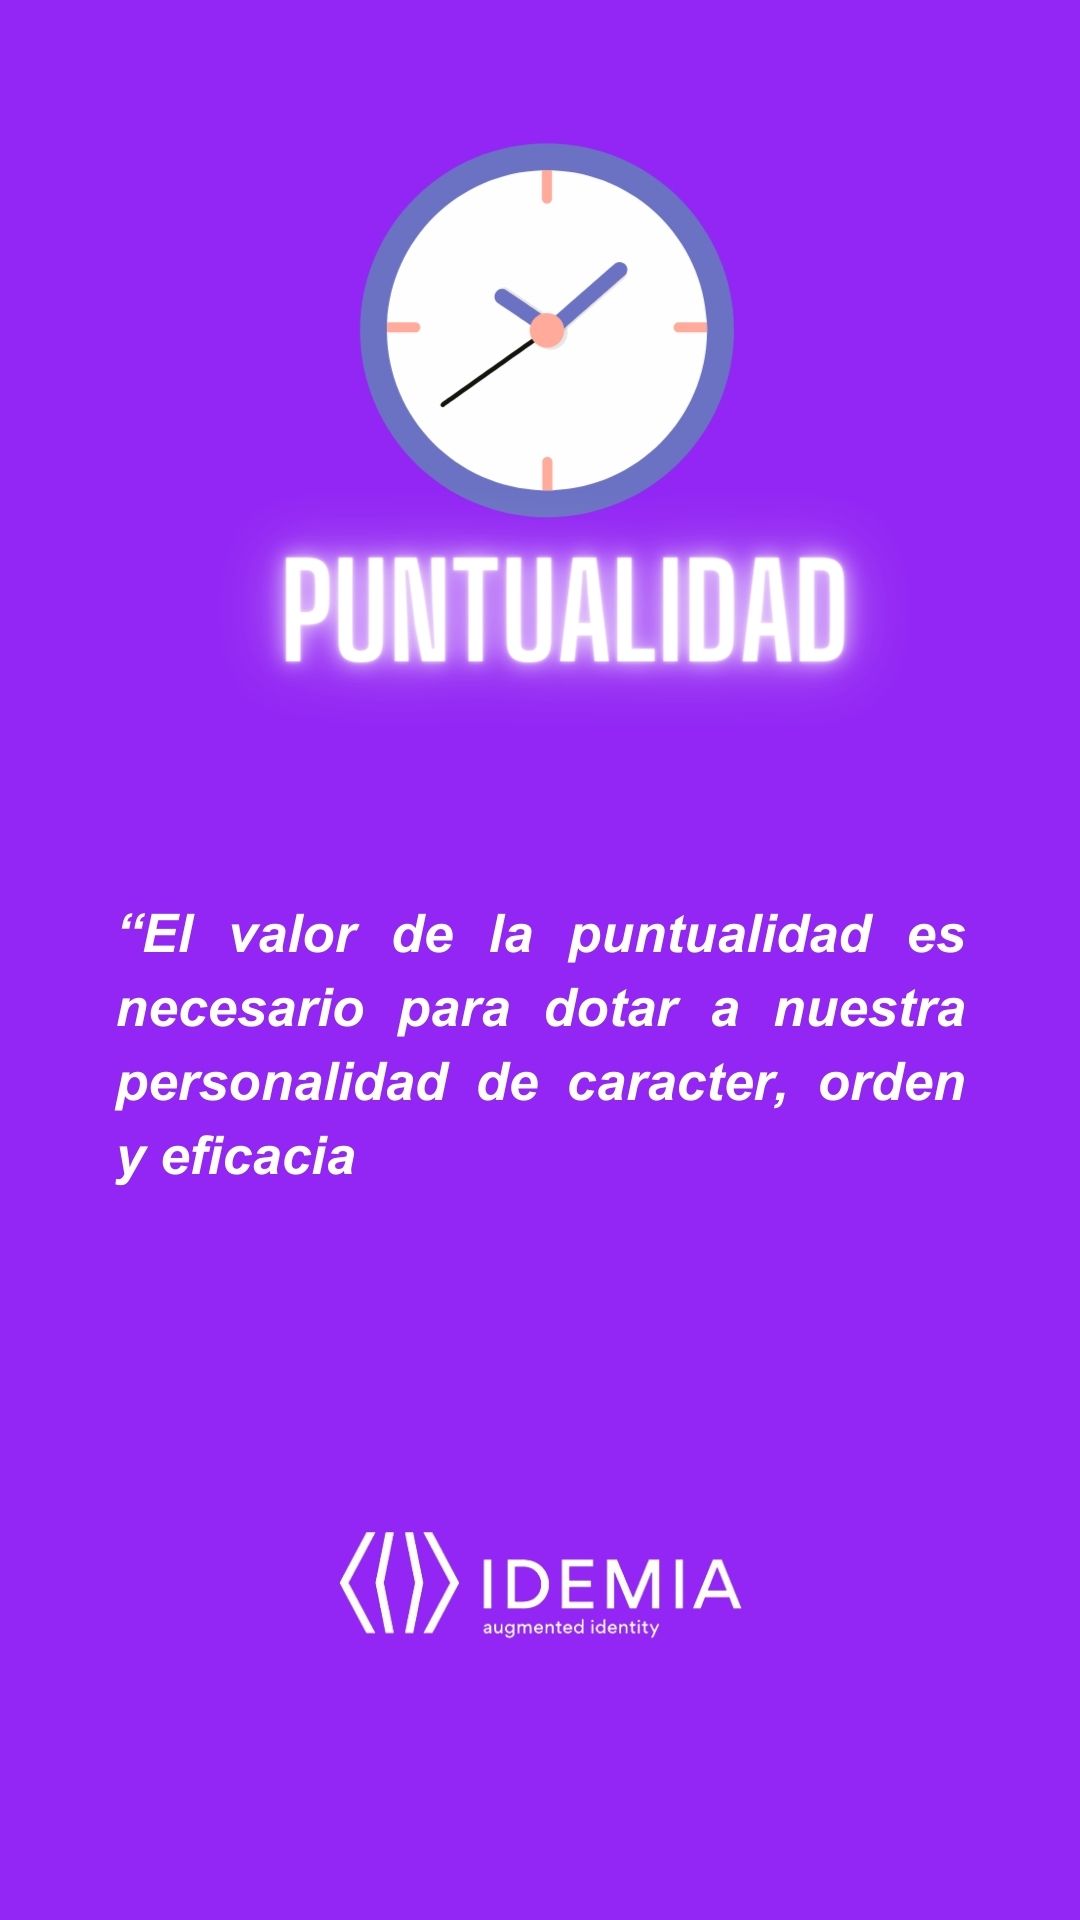 PUNTUALIDAD
“El valor de la puntualidad es
necesario para dotar a nuestra
personalidad de caracter, orden
y eficacia
IDEMIA
augmented identity